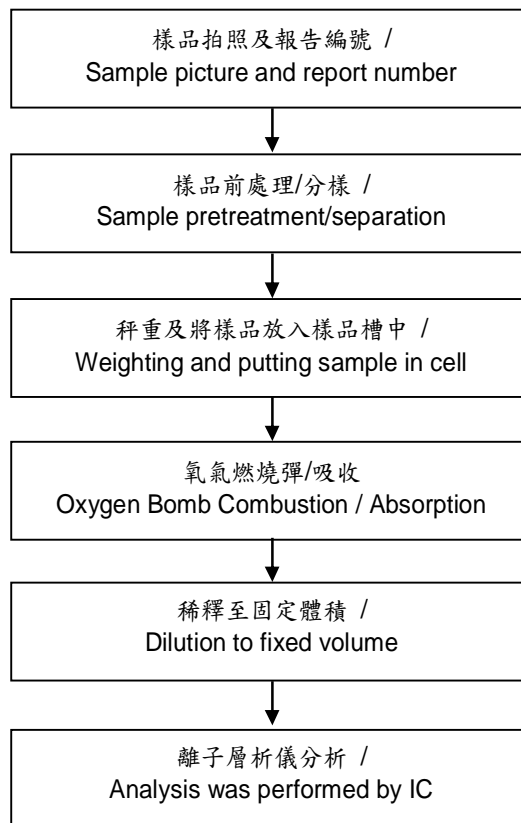 樣品拍照及報告編號 /
Sample picture and report number
樣品前處理/分樣 /
Sample pretreatment/separation
秤重及將樣品放入樣品槽中 /
Weighting and putting sample in cell
氧氣燃燒彈/吸收
Oxygen Bomb Combustion / Absorption
稀釋至固定體積 /
Dilution to fixed volume
離子層析儀分析 /
Analysis was performed by IC